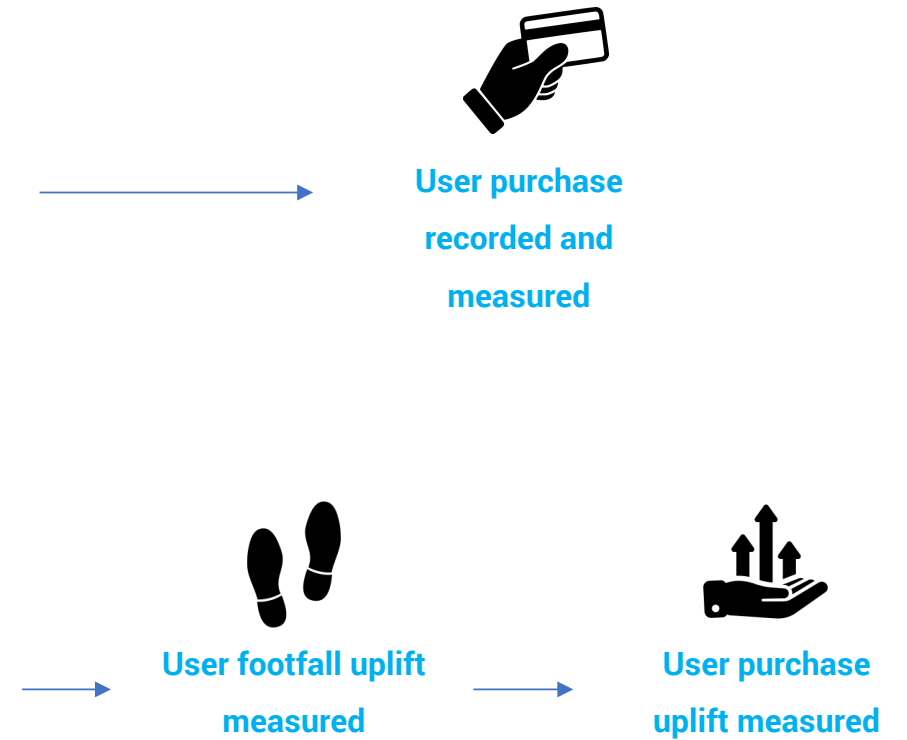 User purchase
recorded and
measured
User footfall uplift
measured
User purchase
uplift measured